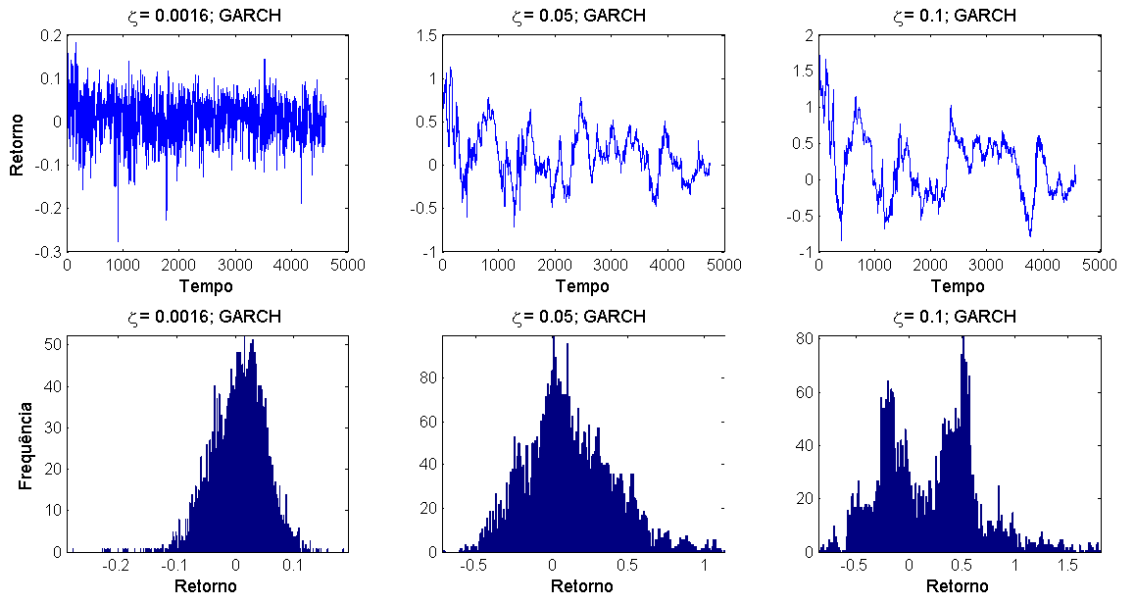 ζ = 0.0016; GARCH
ζ = 0.05; GARCH
ζ = 0.1; GARCH
0.2
0.1
0
-0.1
-0.2
-0.3
Retorno
0 1000 2000 3000 4000 5000
Tempo
1.5
1
0.5
0
-0.5
-1
0 1000 2000 3000 4000 5000
Tempo
2
1.5
1
0.5
0
-0.5
-1
0 1000 2000 3000 4000 5000
Tempo
ζ = 0.0016; GARCH
ζ = 0.05; GARCH
ζ = 0.1; GARCH
50
40
30
20
10
0
Frequência
-0.2 -0.1 0 0.1
Retorno
80
60
40
20
0
-0.5 0 0.5 1
Retorno
80
70
60
50
40
30
20
10
0
-0.5 0 0.5 1 1.5
Retorno